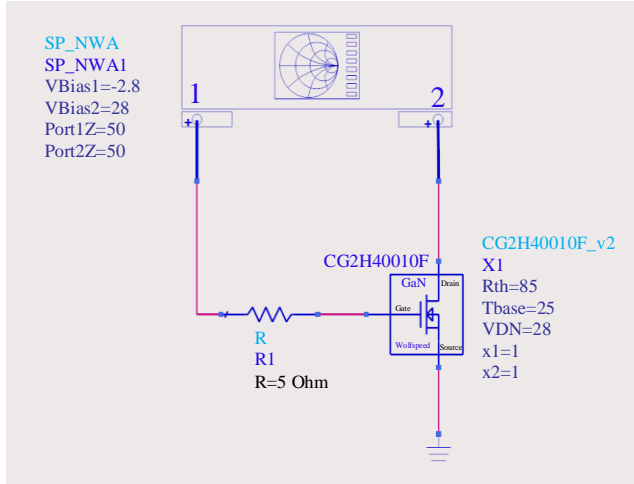 SP_NWA
SP_NWA1
VBias1=-2.8
VBias2=28
Port1Z=50
Port2Z=50
1
2
+
+
CG2H40010F
GaN
Drain
Gate
Wolfspeed
Source
CG2H40010F_v2
X1
Rth=85
Tbase=25
VDN=28
x1=1
x2=1
R
R1
R=5 Ohm